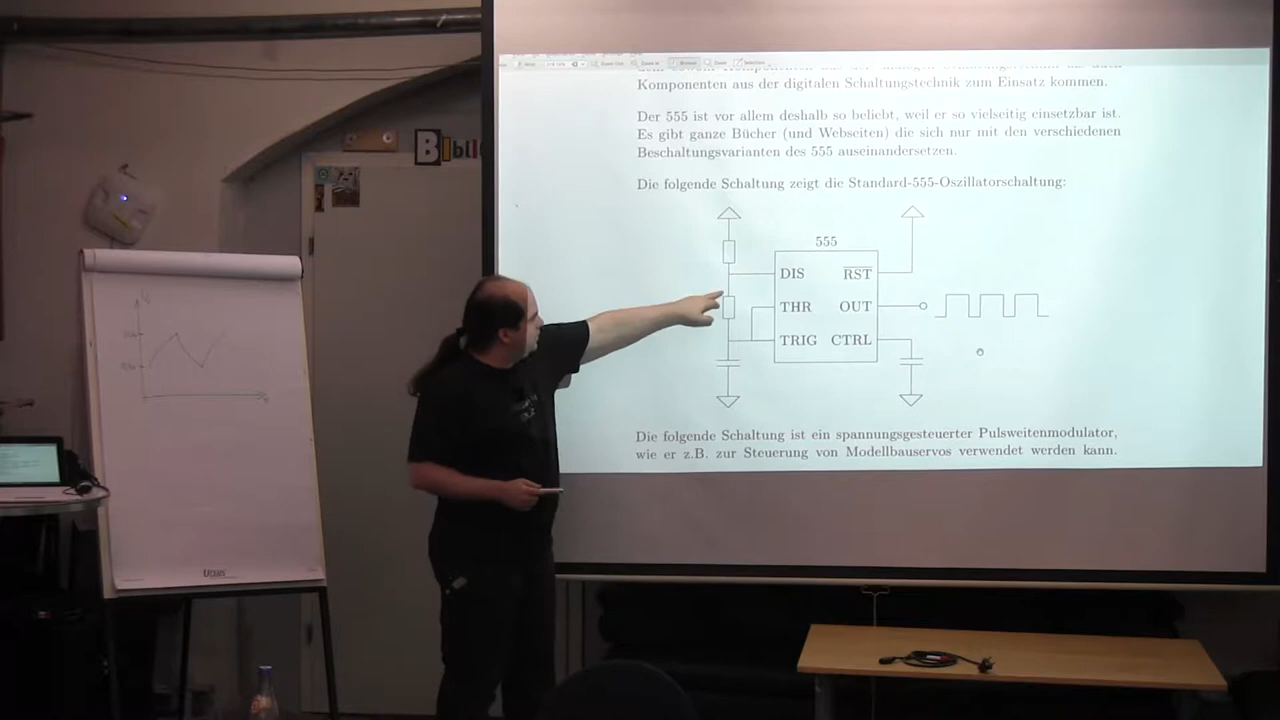 Komponenten aus der digitalen Schaltungstechnik zum Einsatz kommen.
Der 555 ist vor allem deshalb so beliebt, weil er so vielseitig einsetzbar ist.
Es gibt ganze Bücher (und Webseiten) die sich nur mit den verschiedenen
Beschaltungsvarianten des 555 auseinandersetzen.
Die folgende Schaltung zeigt die Standard-555-Oszillatorschaltung:
555
DIS RST
THR OUT
TRIG CTRL
Die folgende Schaltung ist ein spannungsgesteuerter Pulsweitenmodulator,
wie er z.B. zur Steuerung von Modellbauservos verwendet werden kann.
Bibli